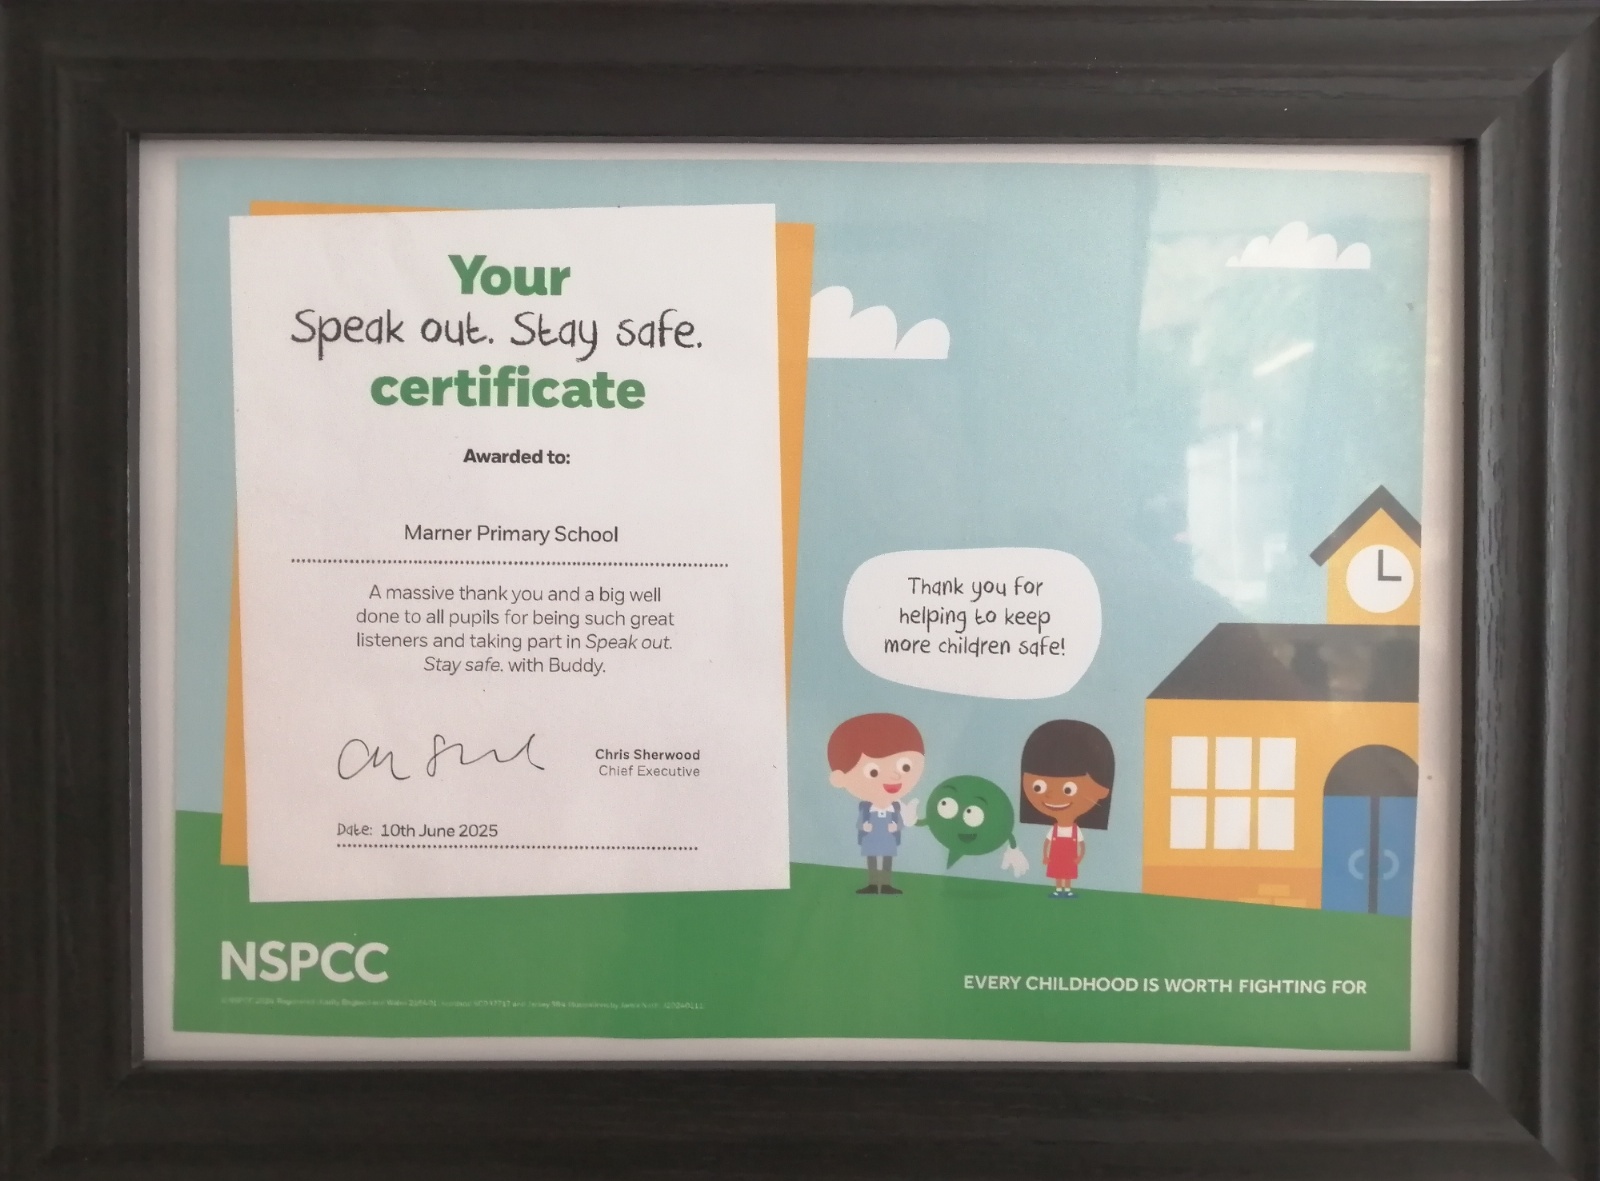 Your
Speak out. Stay safe.
certificate
Awarded to:
Marner Primary School
A massive thank you and a big well
done to all pupils for being such great
listeners and taking part in Speak out.
Stay safe. with Buddy.
Chris Sherwood
Chief Executive
Date: 10th June 2025
Thank you for
helping to keep
more children safe!
NSPCC
EVERY CHILDHOOD IS WORTH FIGHTING FOR